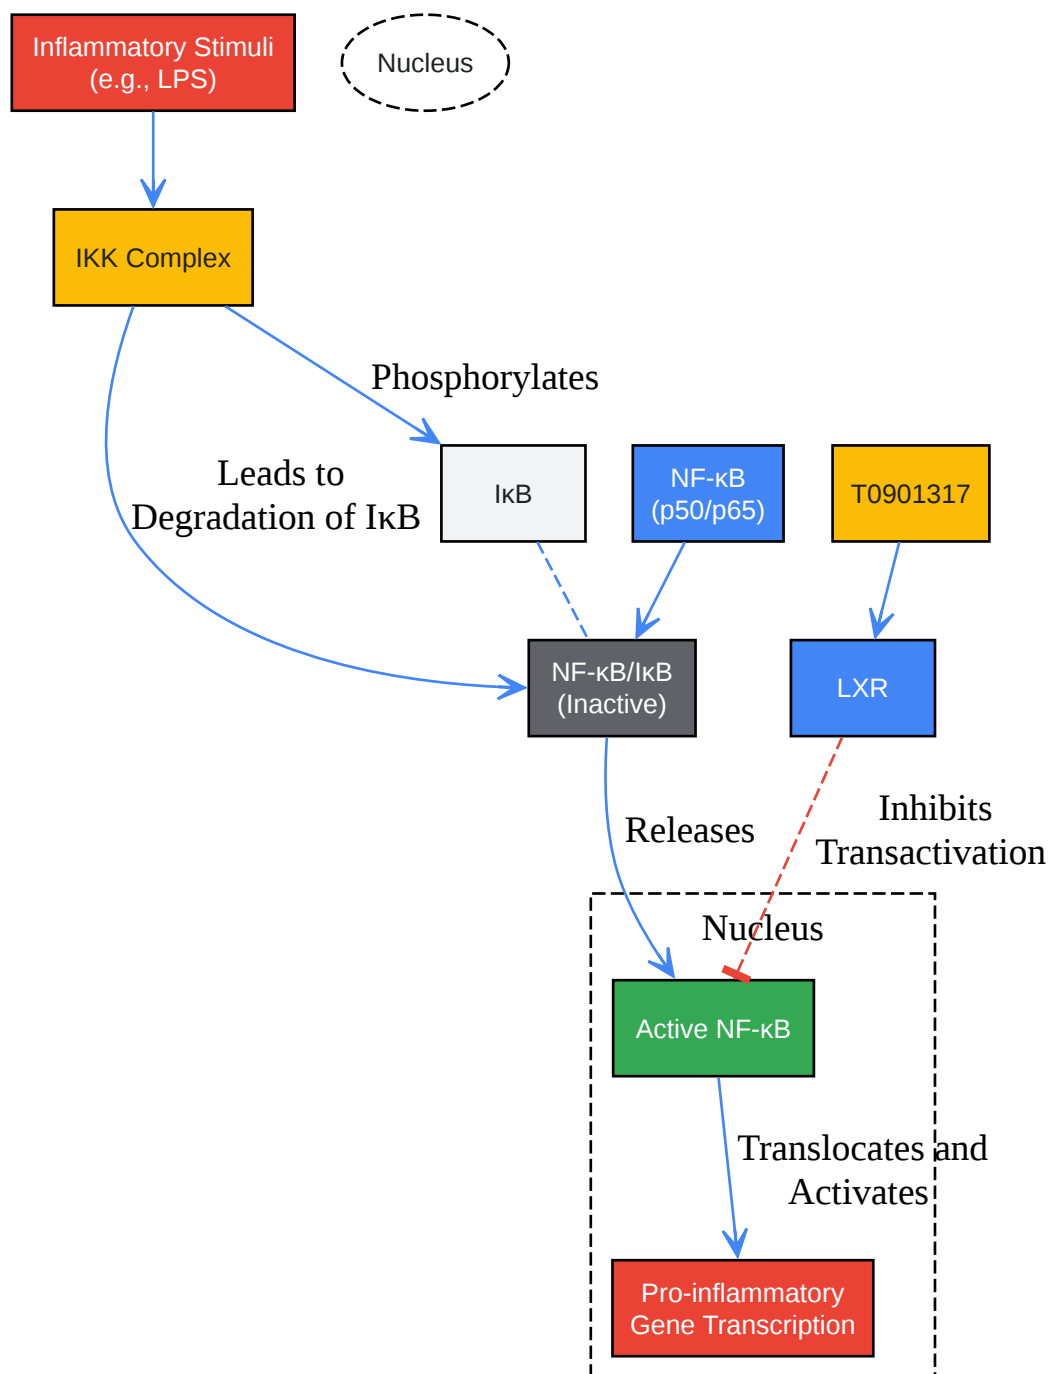 Inflammatory Stimuli
(e.g., LPS)
Nucleus
IKK Complex
Phosphorylates
Leads to
Degradation of IκB
IκB
NF-κB
(p50/p65)
T0901317
NF-κB/IκB
(Inactive)
LXR
Releases
Inhibits
Transactivation
Nucleus
Active NF-κB
Translocates and
Activates
Pro-inflammatory
Gene Transcription